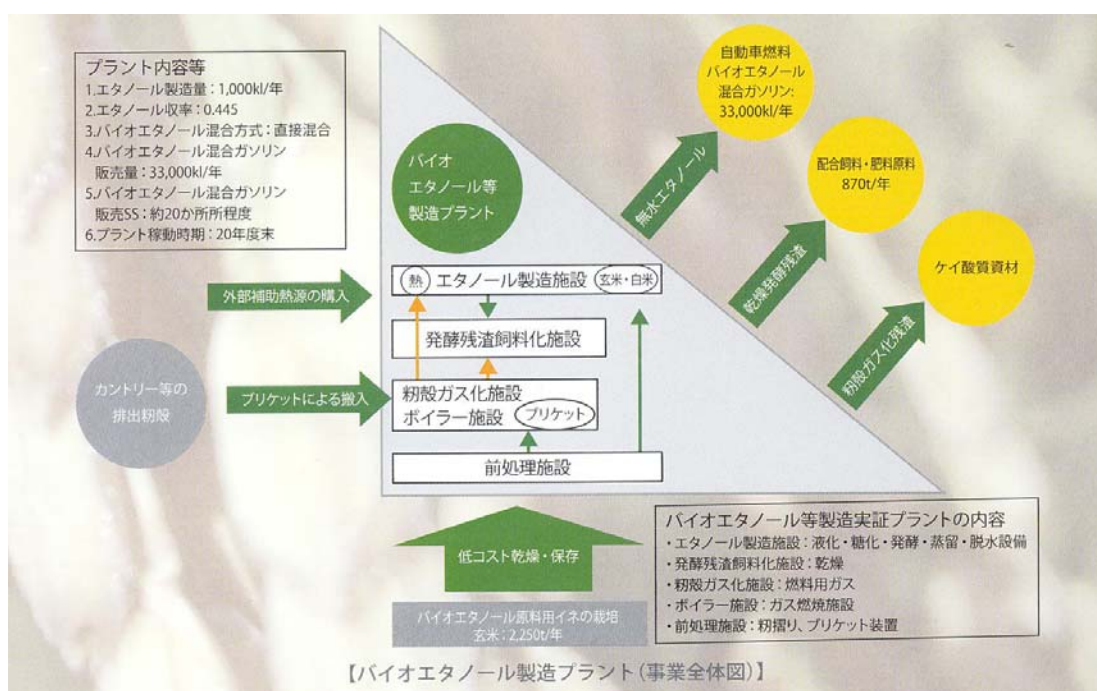 プラント内容等
1.エタノール製造量：1,000kl/年
2.エタノール収率：0.445
3.バイオエタノール混合方式：直接混合
4.バイオエタノール混合ガソリン
販売量：33,000kl/年
5.バイオエタノール混合ガソリン
販売SS：約20か所所程度
6.プラント稼動時期：20年度末
バイオ
エタノール等
製造プラント
自動車燃料
バイオエタノール
混合ガソリン:
33,000kl/年
配合飼料・肥料原料
870t/年
ケイ酸質資材
無水エタノール
乾燥発酵残渣
籾殻ガス化残渣
外部補助熱源の購入
熱 エタノール製造施設 玄米・白米
発酵残渣飼料化施設
カントリー等の
排出籾殻
ブリケットによる搬入
籾殻ガス化施設
ボイラー施設 ブリケット
前処理施設
低コスト乾燥・保存
バイオエタノール原料用イネの栽培
玄米：2,250t/年
バイオエタノール等製造実証プラントの内容
・エタノール製造施設：液化・糖化・発酵・蒸留・脱水設備
・発酵残渣飼料化施設：乾燥
・籾殻ガス化施設：燃料用ガス
・ボイラー施設：ガス燃焼施設
・前処理施設：籾摺り、ブリケット装置
【バイオエタノール製造プラント（事業全体図）】